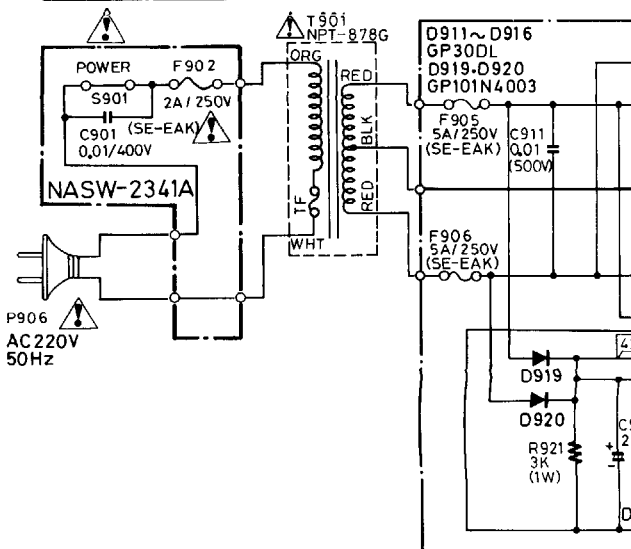 T901
NPT-878G
D911~D916
GP30DL
D919·D920
GP101N4003
POWER
F902
ORG
RED
S901
2A/250V
C901
(SE-EAK)
0.01/400V
BLK
F905
5A/250V
(SE-EAK)
C911
0.01
(500V)
NASW-2341A
TF
RED
WHT
F906
5A/250V
(SE-EAK)
P906
AC220V
50Hz
4
D919
D920
R921
3K
(1W)
+
-
2
D